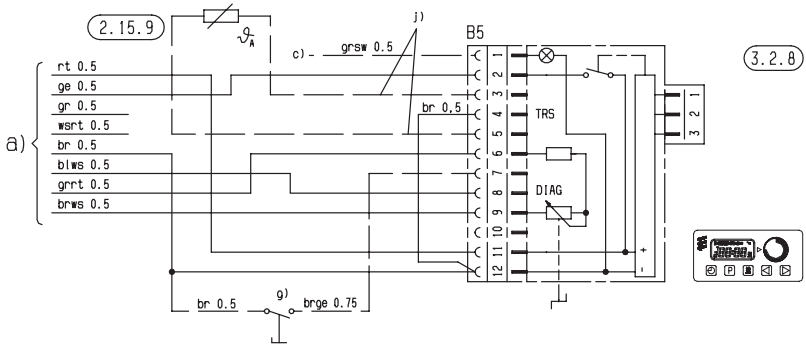 2.15.9
ϑA
j)
c)
grsw 0.5
B5
3.2.8
a)
rt 0.5
ge 0.5
gr 0.5
wsrt 0.5
br 0.5
blws 0.5
grrt 0.5
brws 0.5
br 0,5
1
2
3
4
5
6
7
8
9
10
11
12
TRS
DIAG
+
-
1
2
3
P
br 0.5
g)
brge 0.75